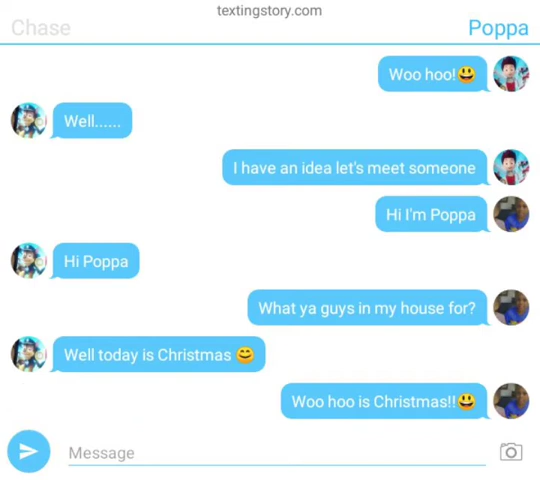 textingstory.com
Chase
Poppa
Woo hoo!😃
Well......
I have an idea let's meet someone
Hi I'm Poppa
Hi Poppa
What ya guys in my house for?
Well today is Christmas 😊
Woo hoo is Christmas!!😃
Message